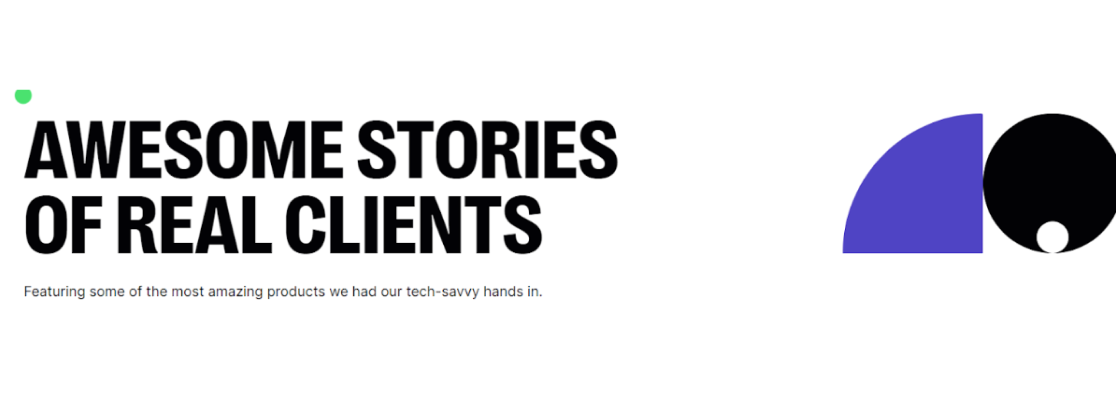 AWESOME STORIES
OF REAL CLIENTS
Featuring some of the most amazing products we had our tech-savvy hands in.